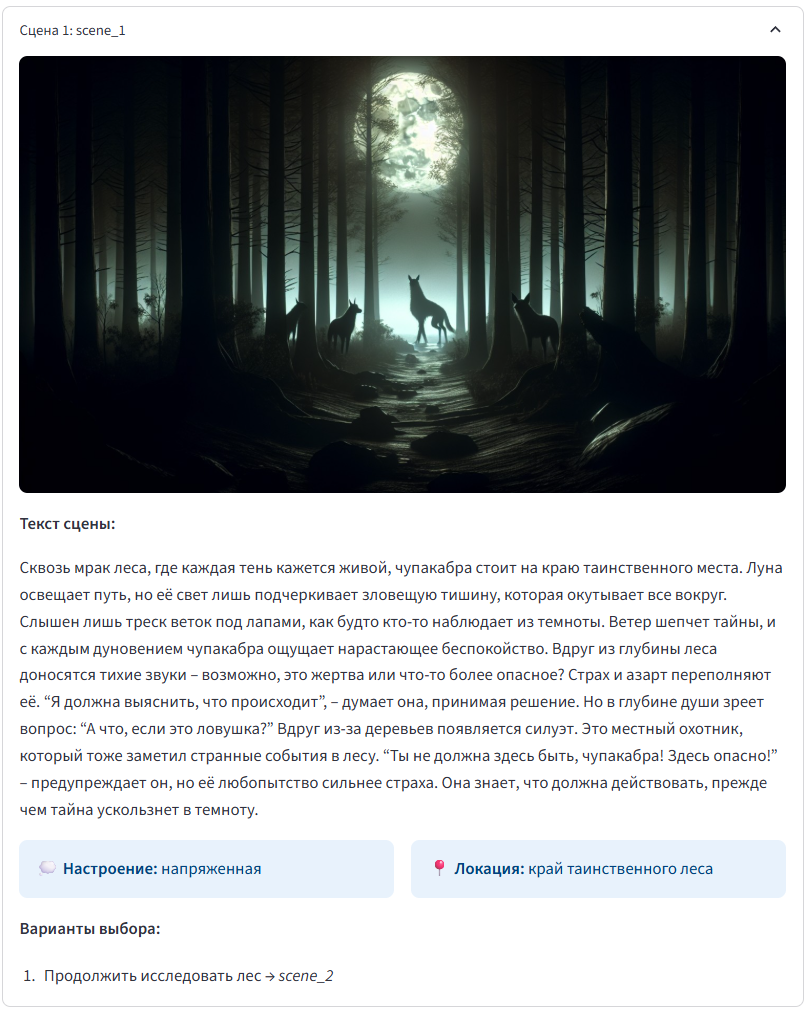 Сцена 1: scene_1
Текст сцены:
Сквозь мрак леса, где каждая тень кажется живой, чупакабра стоит на краю таинственного места. Луна
освещает путь, но её свет лишь подчеркивает зловещую тишину, которая окутывает все вокруг.
Слышен лишь треск веток под лапами, как будто кто-то наблюдает из темноты. Ветер шепчет тайны, и
с каждым дуновением чупакабра ощущает нарастающее беспокойство. Вдруг из глубины леса
доносятся тихие звуки – возможно, это жертва или что-то более опасное? Страх и азарт переполняют
её. “Я должна выяснить, что происходит”, – думает она, принимая решение. Но в глубине души зреет
вопрос: “А что, если это ловушка?” Вдруг из-за деревьев появляется силуэт. Это местный охотник,
который тоже заметил странные события в лесу. “Ты не должна здесь быть, чупакабра! Здесь опасно!”
– предупреждает он, но её любопытство сильнее страха. Она знает, что должна действовать, прежде
чем тайна ускользнет в темноту.
Настроение: напряженная
Локация: край таинственного леса
Варианты выбора:
1. Продолжить исследовать лес → scene_2